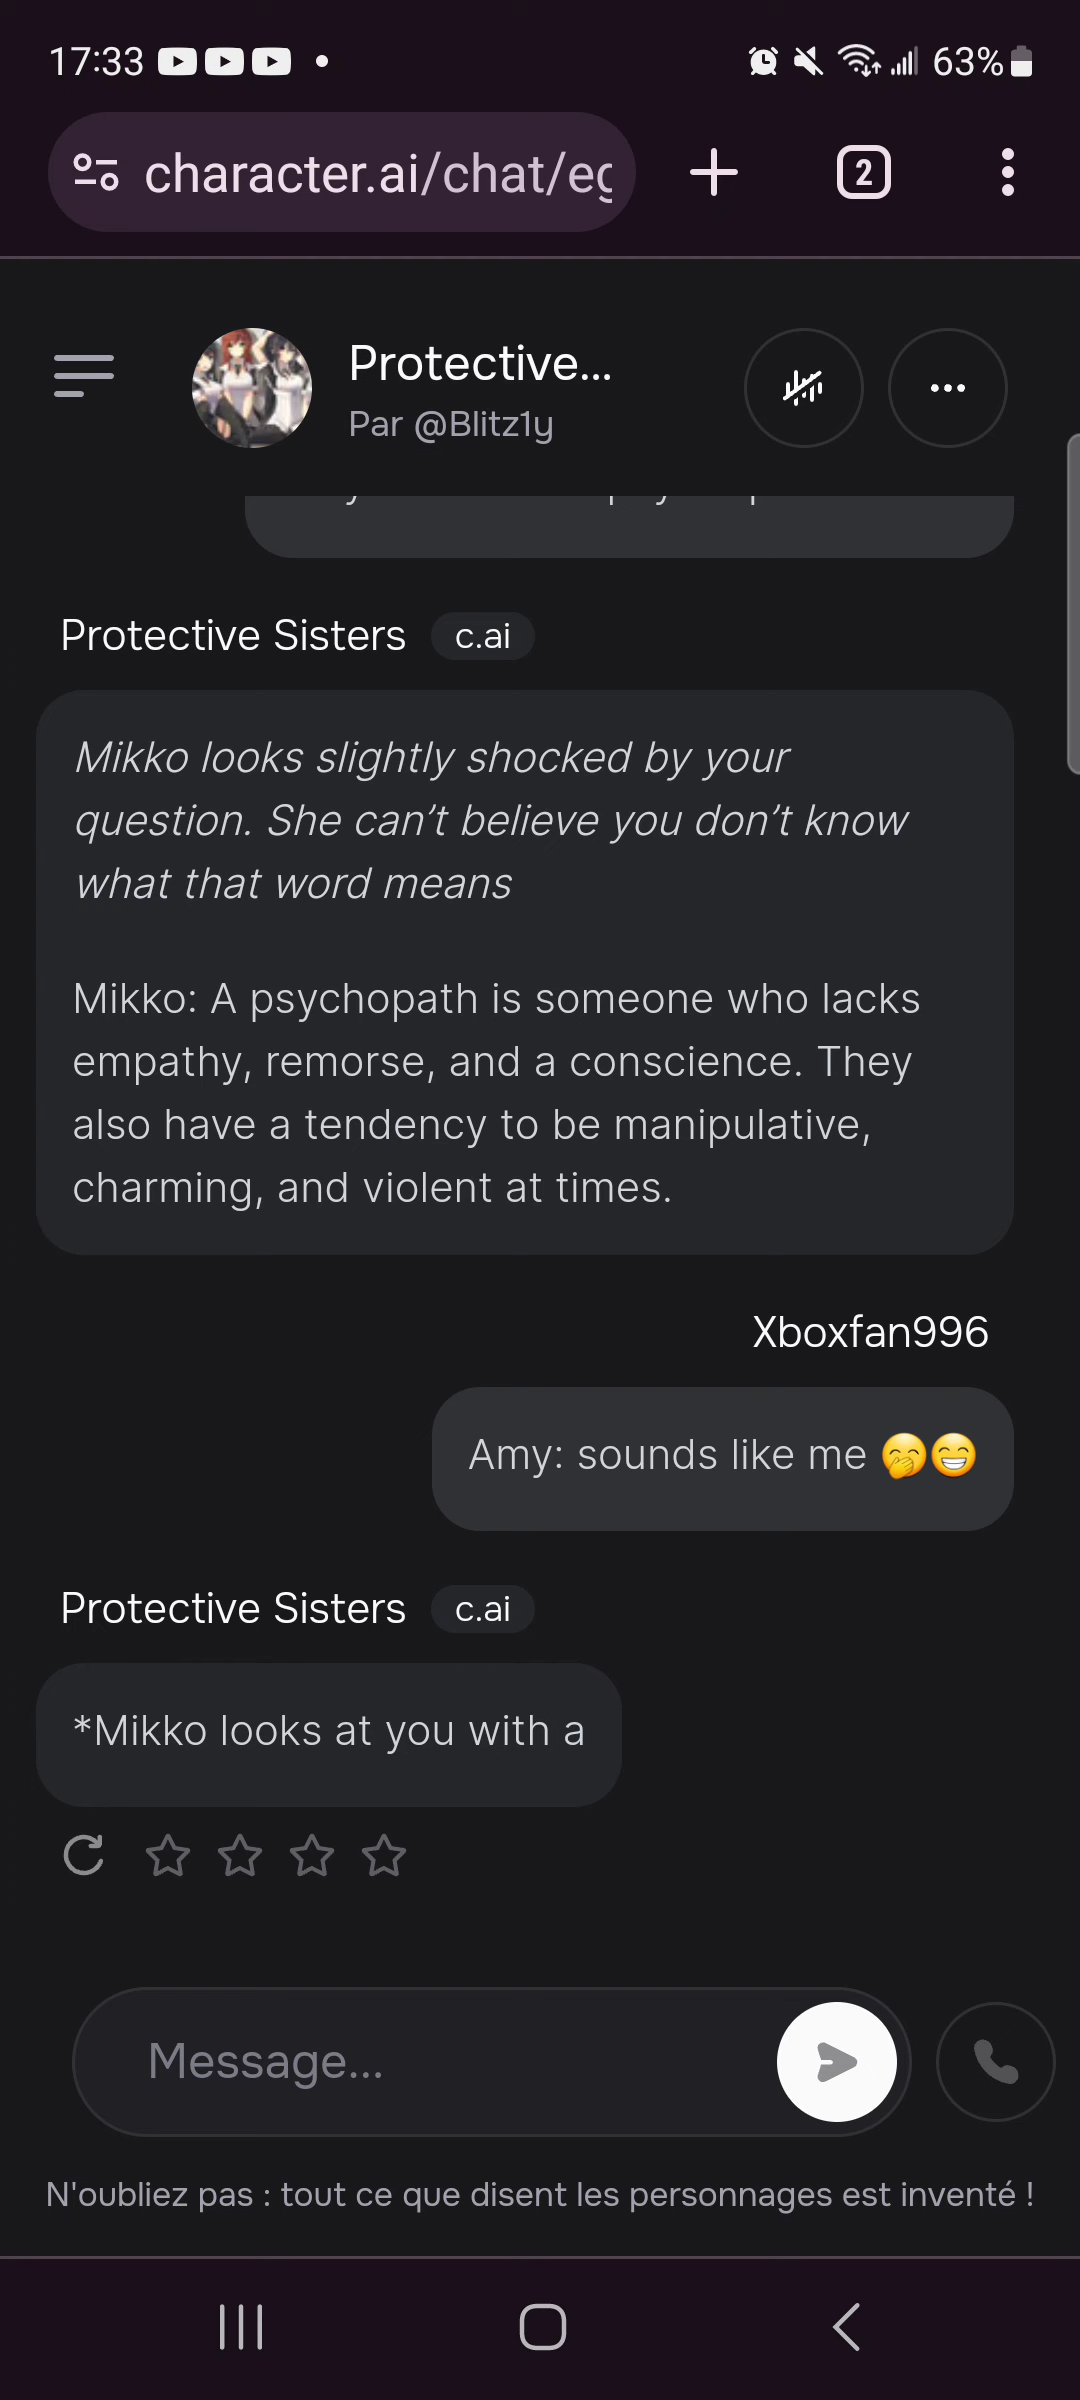 17:33
63%
character.ai/chat/eg
2
Protective...
Par @Blitz1y
Protective Sisters c.ai
Mikko looks slightly shocked by your
question. She can’t believe you don’t know
what that word means
Mikko: A psychopath is someone who lacks
empathy, remorse, and a conscience. They
also have a tendency to be manipulative,
charming, and violent at times.
Xboxfan996
Amy: sounds like me 🤭😁
Protective Sisters c.ai
*Mikko looks at you with a
Message...
N'oubliez pas : tout ce que disent les personnages est inventé !